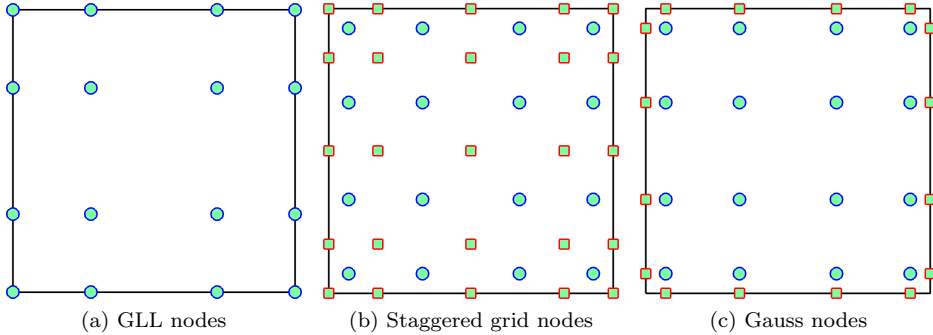 (a) GLL nodes
(b) Staggered grid nodes
(c) Gauss nodes